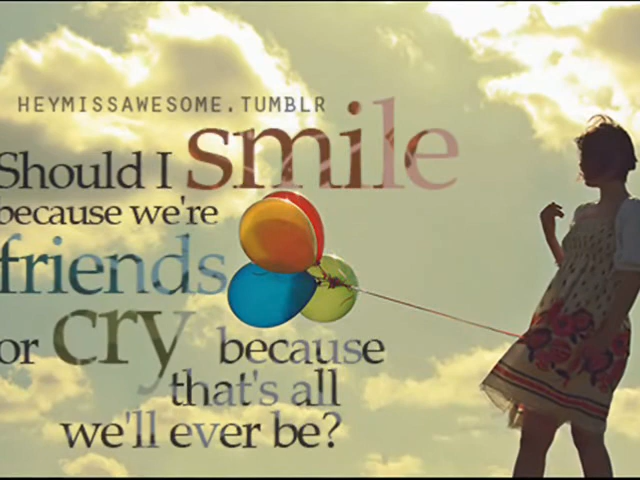 HEYMISSAWESOME.TUMBLR
Should I smile
because we're
friends
or cry because
that's all
we'll ever be?